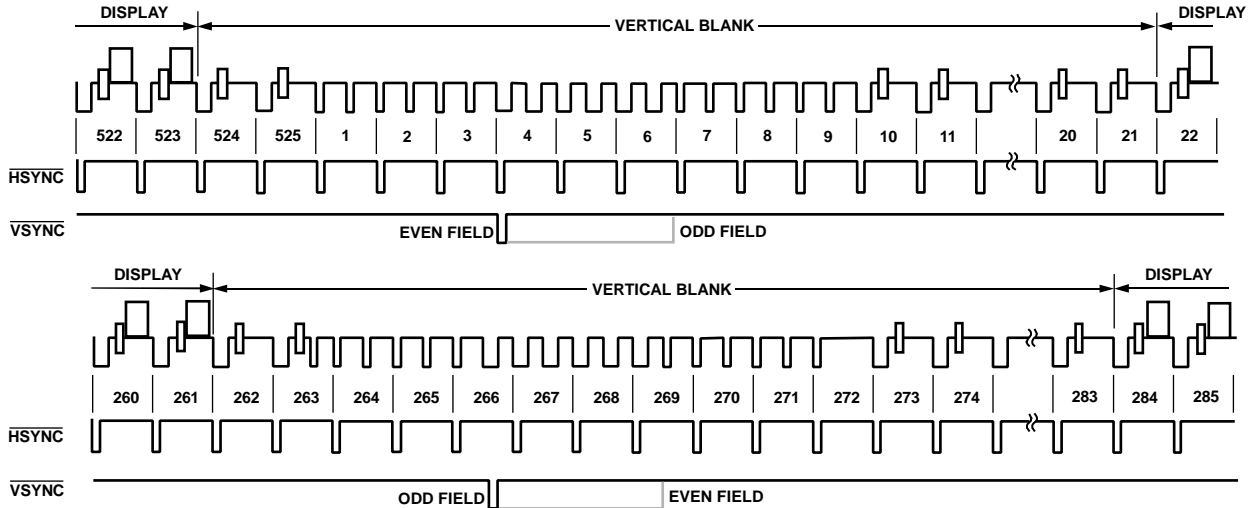 DISPLAY VERTICAL BLANK DISPLAY
522 523 524 525 1 2 3 4 5 6 7 8 9 10 11 20 21 22
HSYNC
VSYNC
EVEN FIELD ODD FIELD
DISPLAY VERTICAL BLANK DISPLAY
260 261 262 263 264 265 266 267 268 269 270 271 272 273 274 283 284 285
HSYNC
VSYNC
ODD FIELD EVEN FIELD